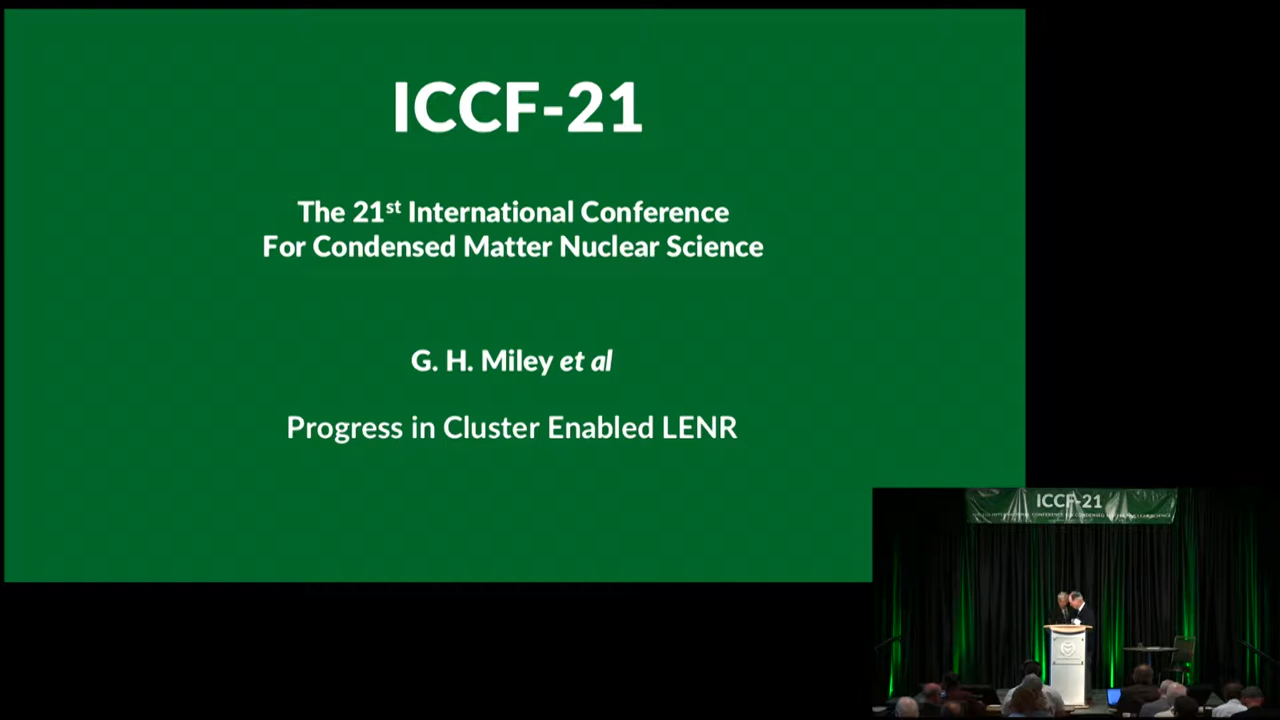 ICCF-21
The 21st International Conference
For Condensed Matter Nuclear Science
G. H. Miley et al
Progress in Cluster Enabled LENR
ICCF-21